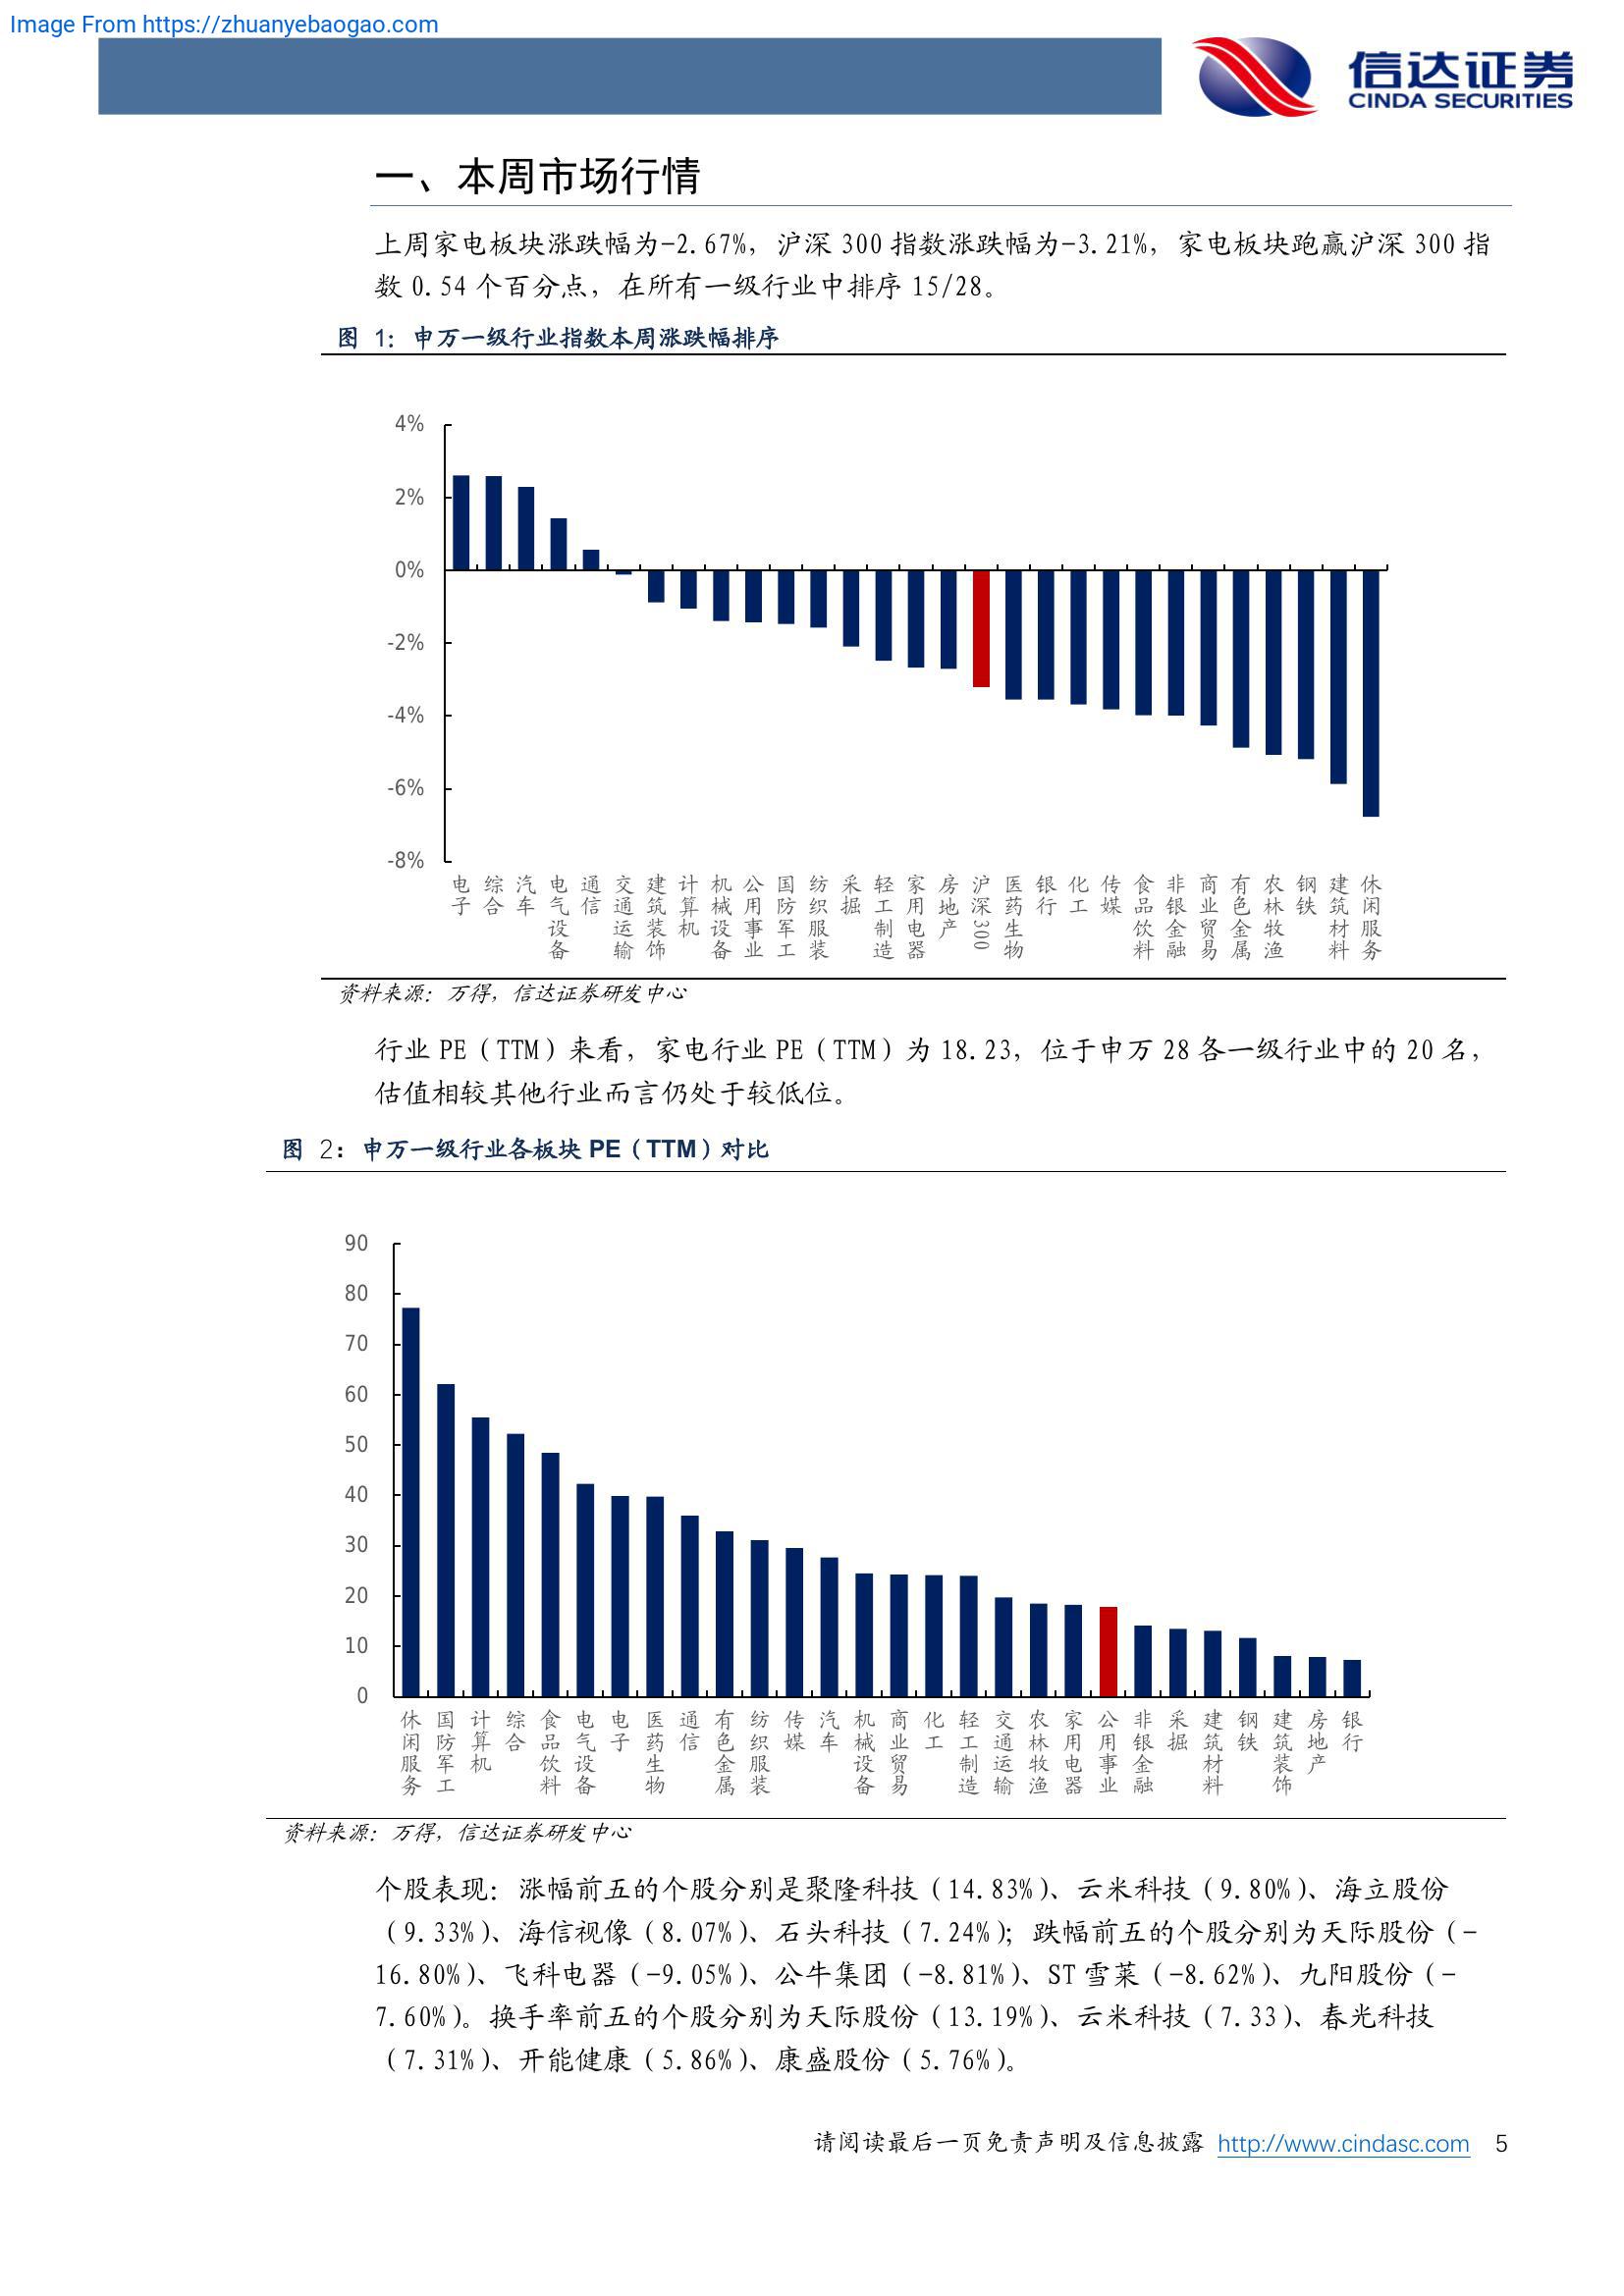 Image From https://zhuanyebaogao.com
信达证券
CINDA SECURITIES
一、本周市场行情
上周家电板块涨跌幅为-2.67%，沪深 300 指数涨跌幅为-3.21%，家电板块跑赢沪深 300 指
数 0.54 个百分点，在所有一级行业中排序 15/28。
图 1：申万一级行业指数本周涨跌幅排序
4%
2%
0%
-2%
-4%
-6%
-8%
电子 综合 汽车 电气设备 通信 交通运输 建筑装饰 计算机 机械设备 公用事业 国防军工 纺织服装 采掘 轻工制造 家用电器 房地产 沪深300 医药生物 银行 化工 传媒 食品饮料 非银金融 商业贸易 有色金属 农林牧渔 钢铁 建筑材料 休闲服务
资料来源：万得，信达证券研发中心
行业 PE（TTM）来看，家电行业 PE（TTM）为 18.23，位于申万 28 各一级行业中的 20 名，
估值相较其他行业而言仍处于较低位。
图 2：申万一级行业各板块 PE（TTM）对比
90
80
70
60
50
40
30
20
10
0
休闲服务 国防军工 计算机 综合 食品饮料 电气设备 电子 医药生物 通信 有色金属 纺织服装 传媒 汽车 机械设备 商业贸易 化工 轻工制造 交通运输 农林牧渔 家用电器 公用事业 非银金融 采掘 建筑材料 钢铁 建筑装饰 房地产 银行
资料来源：万得，信达证券研发中心
个股表现：涨幅前五的个股分别是聚隆科技（14.83%）、云米科技（9.80%）、海立股份
（9.33%）、海信视像（8.07%）、石头科技（7.24%）；跌幅前五的个股分别为天际股份（-
16.80%）、飞科电器（-9.05%）、公牛集团（-8.81%）、ST 雪莱（-8.62%）、九阳股份（-
7.60%）。换手率前五的个股分别为天际股份（13.19%）、云米科技（7.33）、春光科技
（7.31%）、开能健康（5.86%）、康盛股份（5.76%）。
请阅读最后一页免责声明及信息披露 http://www.cindasc.com 5